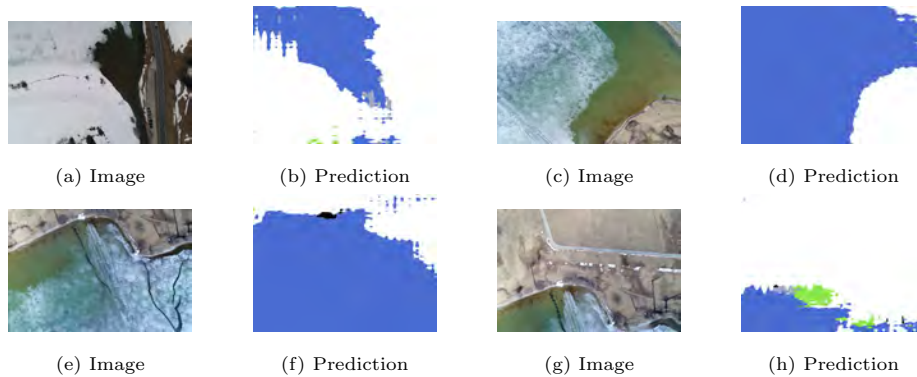 (a) Image (b) Prediction (c) Image (d) Prediction
(e) Image (f) Prediction (g) Image (h) Prediction